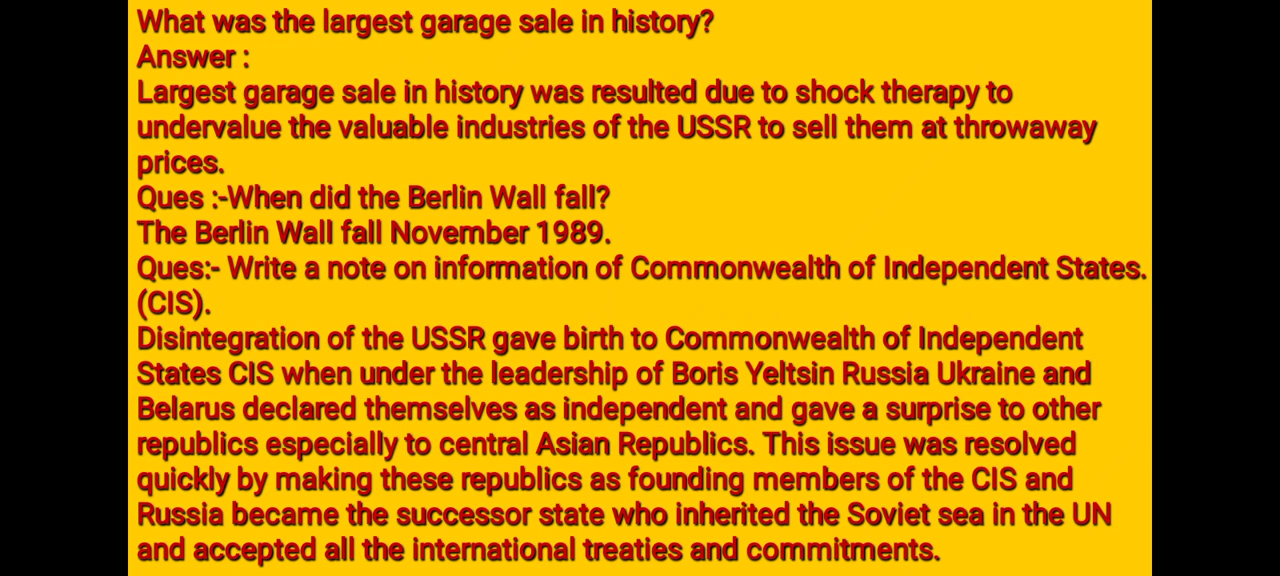 What was the largest garage sale in history?
Answer :
Largest garage sale in history was resulted due to shock therapy to
undervalue the valuable industries of the USSR to sell them at throwaway
prices.
Ques :-When did the Berlin Wall fall?
The Berlin Wall fall November 1989.
Ques:- Write a note on information of Commonwealth of Independent States.
(CIS).
Disintegration of the USSR gave birth to Commonwealth of Independent
States CIS when under the leadership of Boris Yeltsin Russia Ukraine and
Belarus declared themselves as independent and gave a surprise to other
republics especially to central Asian Republics. This issue was resolved
quickly by making these republics as founding members of the CIS and
Russia became the successor state who inherited the Soviet sea in the UN
and accepted all the international treaties and commitments.